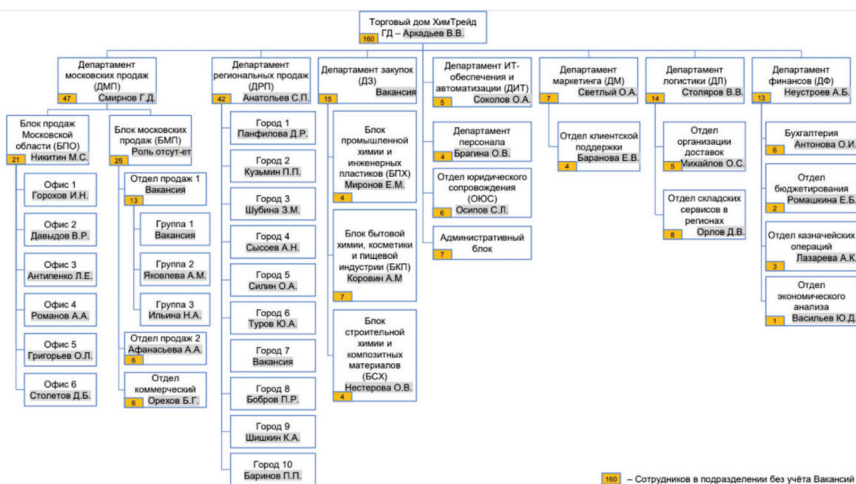 Торговый дом ХимТрейд
ГД – Аркадьев В.В.
160
Департамент
московских продаж
(ДМП)
47
Смирнов Г.Д.
Департамент
региональных продаж
(ДРП)
42
Анатольев С.П.
Департамент закупок
(ДЗ)
15
Вакансия
Департамент ИТ-
обеспечения и
автоматизации (ДИТ)
5
Соколов О.А.
Департамент
маркетинга (ДМ)
7
Светлый О.А.
Департамент
логистики (ДЛ)
14
Столяров В.В.
Департамент
финансов (ДФ)
13
Неустроев А.Б.
Блок продаж
Московской
области (БПО)
21
Никитин М.С.
Офис 1
Горохов И.Н.
Офис 2
Давыдов В.Р.
Офис 3
Антипенко Л.Е.
Офис 4
Романов А.А.
Офис 5
Григорьев О.Л.
Офис 6
Столетов Д.Б.
Блок московских
продаж (БМП)
25
Роль отсут-ет
Отдел продаж 1
Вакансия
13
Группа 1
Вакансия
Группа 2
Яковлева А.М.
Группа 3
Ильина Н.А.
Отдел продаж 2
Афанасьева А.А.
6
Отдел
коммерческий
6
Орехов Б.Г.
Город 1
Панфилова Д.Р.
Город 2
Кузьмин П.П.
Город 3
Шубина З.М.
Город 4
Сысоев А.Н.
Город 5
Силин О.А.
Город 6
Туров Ю.А.
Город 7
Вакансия
Город 8
Бобров П.Р.
Город 9
Шишкин К.А.
Город 10
Баринов П.П.
Блок
промышленной
химии и
инженерных
пластиков (БПХ)
Миронов Е.М.
4
Блок бытовой
химии, косметики
и пищевой
индустрии (БКП)
Коровин А.М
7
Блок
строительной
химии и
композитных
материалов
(БСХ)
Нестерова О.В.
4
Департамент
персонала
4
Брагина О.В.
Отдел юридического
сопровождения
(ОЮС)
6
Осипов С.Л.
Административный
блок
7
Отдел клиентской
поддержки
4
Баранова Е.В.
Отдел
организации
доставок
5
Михайлов О.С.
Отдел складских
сервисов в
регионах
8
Орлов Д.В.
Бухгалтерия
6
Антонова О.И.
Отдел
бюджетирования
2
Ромашкина Е.Б.
Отдел казначейских
операций
3
Лазарева А.К.
Отдел
экономического
анализа
1
Васильев Ю.Д.
160 – Сотрудников в подразделении без учёта Вакансий